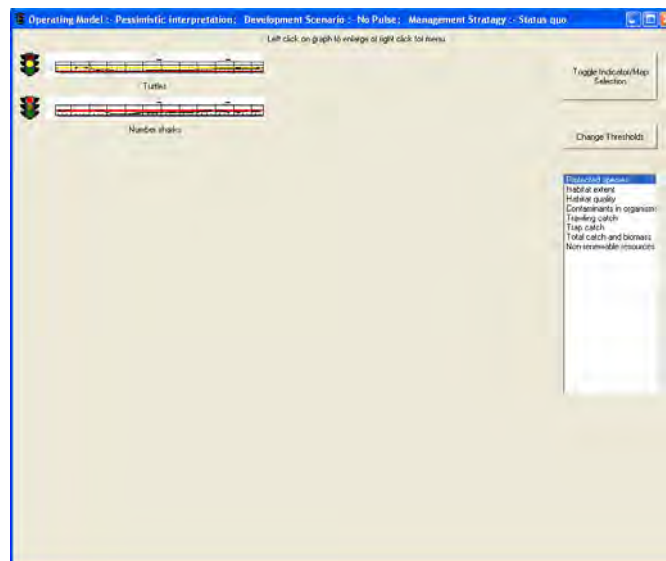 Operating Model :- Pessimistic interpretation; Development Scenario :- No Pulse; Management Stratagy :- Status quo
Left click on graph to enlarge or right click for menu
Turtles
Number sharks
Toggle Indicator/Map
Selection
Change Thresholds
Protected species
Habitat extent
Habitat quality
Contaminants in organism
Trawling catch
Trap catch
Total catch and biomass
Non renewable resources